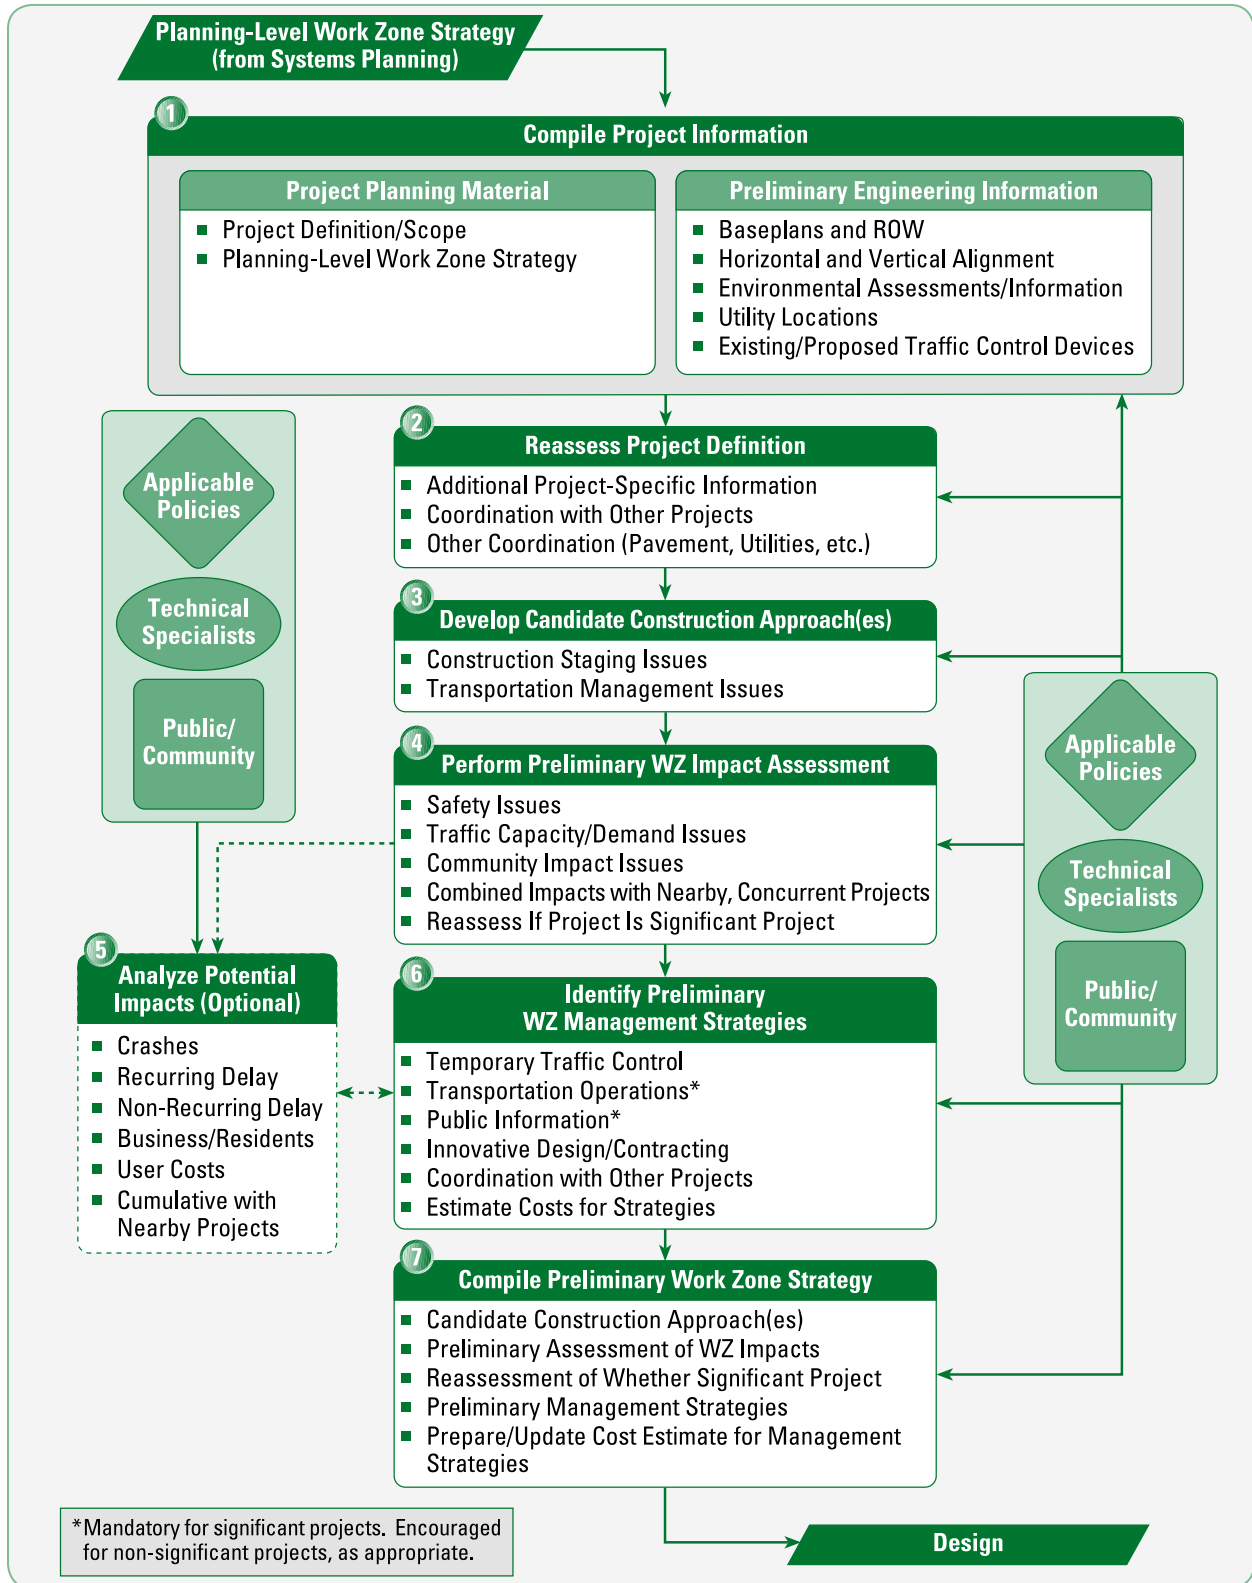 Planning-Level Work Zone Strategy
(from Systems Planning)
1
Compile Project Information
Project Planning Material
■ Project Definition/Scope
■ Planning-Level Work Zone Strategy
Preliminary Engineering Information
■ Baseplans and ROW
■ Horizontal and Vertical Alignment
■ Environmental Assessments/Information
■ Utility Locations
■ Existing/Proposed Traffic Control Devices
Applicable
Policies
Technical
Specialists
Public/
Community
2
Reassess Project Definition
■ Additional Project-Specific Information
■ Coordination with Other Projects
■ Other Coordination (Pavement, Utilities, etc.)
3
Develop Candidate Construction Approach(es)
■ Construction Staging Issues
■ Transportation Management Issues
4
Perform Preliminary WZ Impact Assessment
■ Safety Issues
■ Traffic Capacity/Demand Issues
■ Community Impact Issues
■ Combined Impacts with Nearby, Concurrent Projects
■ Reassess If Project Is Significant Project
Applicable
Policies
Technical
Specialists
Public/
Community
5
Analyze Potential
Impacts (Optional)
■ Crashes
■ Recurring Delay
■ Non-Recurring Delay
■ Business/Residents
■ User Costs
■ Cumulative with
Nearby Projects
6
Identify Preliminary
WZ Management Strategies
■ Temporary Traffic Control
■ Transportation Operations*
■ Public Information*
■ Innovative Design/Contracting
■ Coordination with Other Projects
■ Estimate Costs for Strategies
7
Compile Preliminary Work Zone Strategy
■ Candidate Construction Approach(es)
■ Preliminary Assessment of WZ Impacts
■ Reassessment of Whether Significant Project
■ Preliminary Management Strategies
■ Prepare/Update Cost Estimate for Management
Strategies
*Mandatory for significant projects. Encouraged
for non-significant projects, as appropriate.
Design